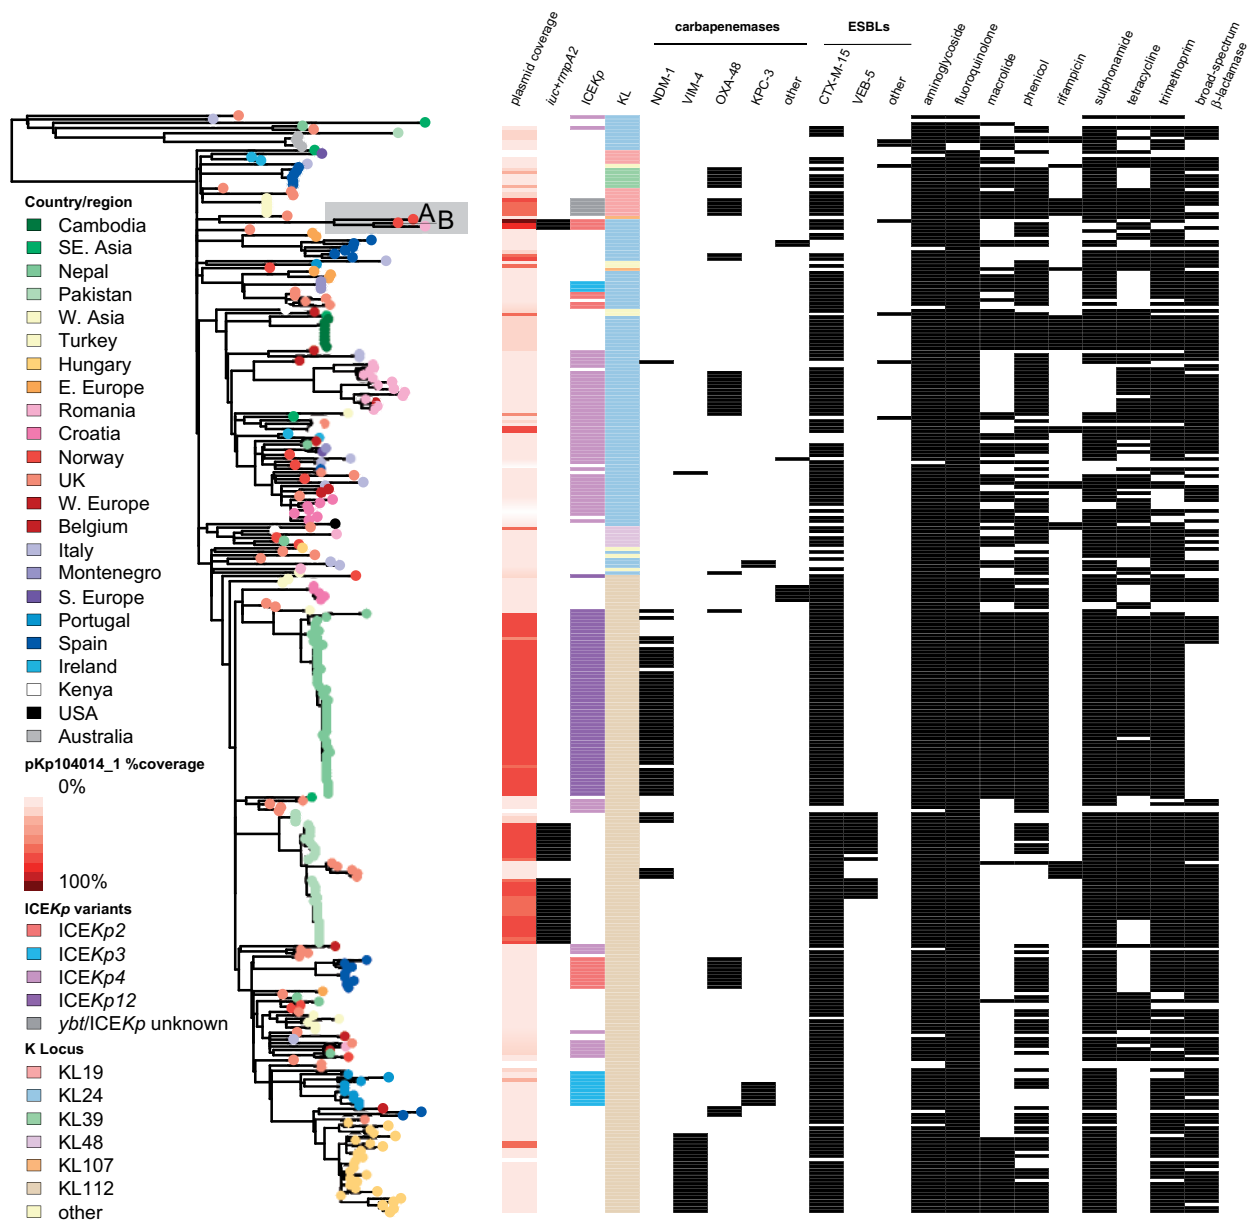 carbapenemases
ESBLs
plasmid coverage
iuc+rmpA2
ICEKp
KL
NDM-1
VIM-4
OXA-48
KPC-3
other
CTX-M-15
VEB-5
other
aminoglycoside
fluoroquinolone
macrolide
phenicol
rifampicin
sulphonamide
tetracycline
trimethoprim
broad-spectrum
β-lactamase
A
B
Country/region
Cambodia
SE. Asia
Nepal
Pakistan
W. Asia
Turkey
Hungary
E. Europe
Romania
Croatia
Norway
UK
W. Europe
Belgium
Italy
Montenegro
S. Europe
Portugal
Spain
Ireland
Kenya
USA
Australia
pKp104014_1 %coverage
0%
100%
ICEKp variants
ICEKp2
ICEKp3
ICEKp4
ICEKp12
ybt/ICEKp unknown
K Locus
KL19
KL24
KL39
KL48
KL107
KL112
other